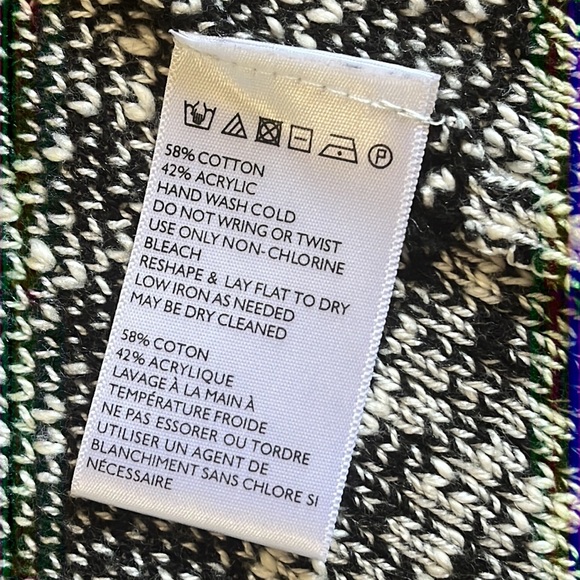 P
58% COTTON
42% ACRYLIC
HAND WASH COLD
DO NOT WRING OR TWIST
USE ONLY NON-CHLORINE
BLEACH
RESHAPE & LAY FLAT TO DRY
LOW IRON AS NEEDED
MAY BE DRY CLEANED
58% COTON
42% ACRYLIQUE
LAVAGE À LA MAIN À
TEMPÉRATURE FROIDE
NE PAS ESSORER OU TORDRE
UTILISER UN AGENT DE
BLANCHIMENT SANS CHLORE SI
NÉCESSAIRE